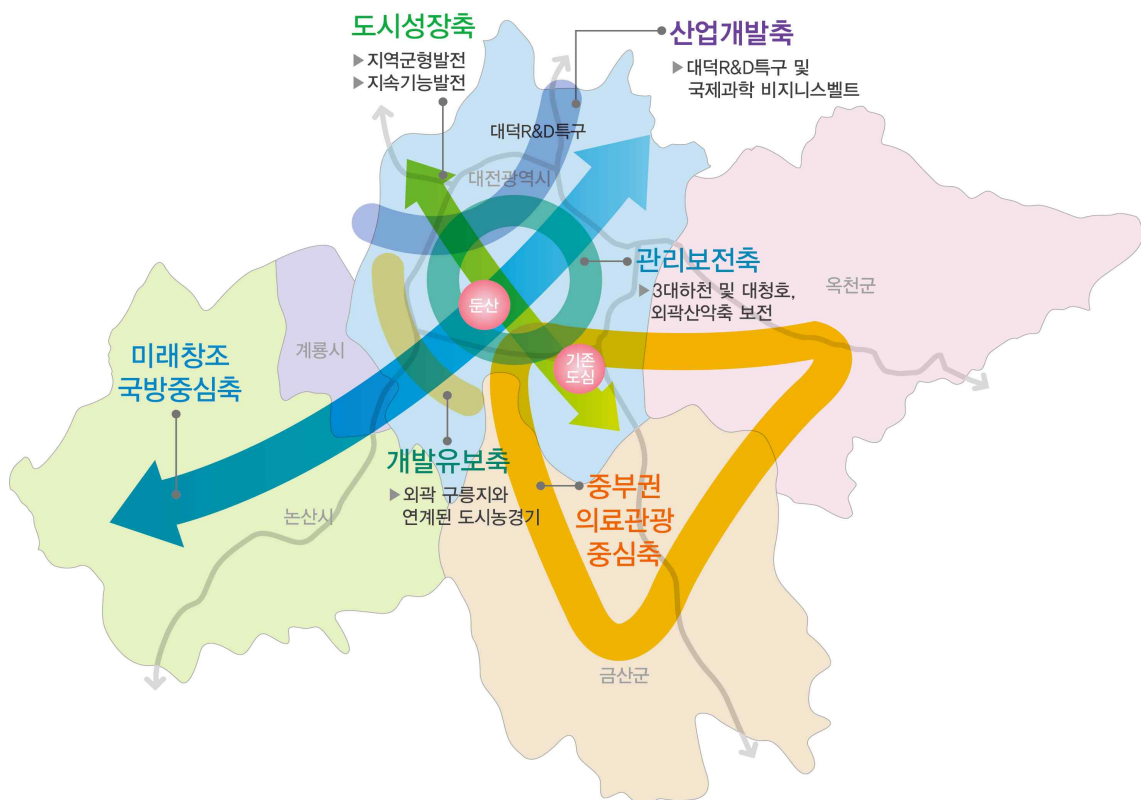 도시성장축
▶지역군형발전
▶지속기능발전
산업개발축
▶대덕R&D특구 및
국제과학 비지니스벨트
대덕R&D특구
대전광역시
관리보전축
▶3대하천 및 대청호,
외곽산악축 보전
옥천군
둔산
기존
도심
계룡시
미래창조
국방중심축
개발유보축
▶외곽 구릉지와
연계된 도시농경기
중부권
의료관광
중심축
논산시
금산군